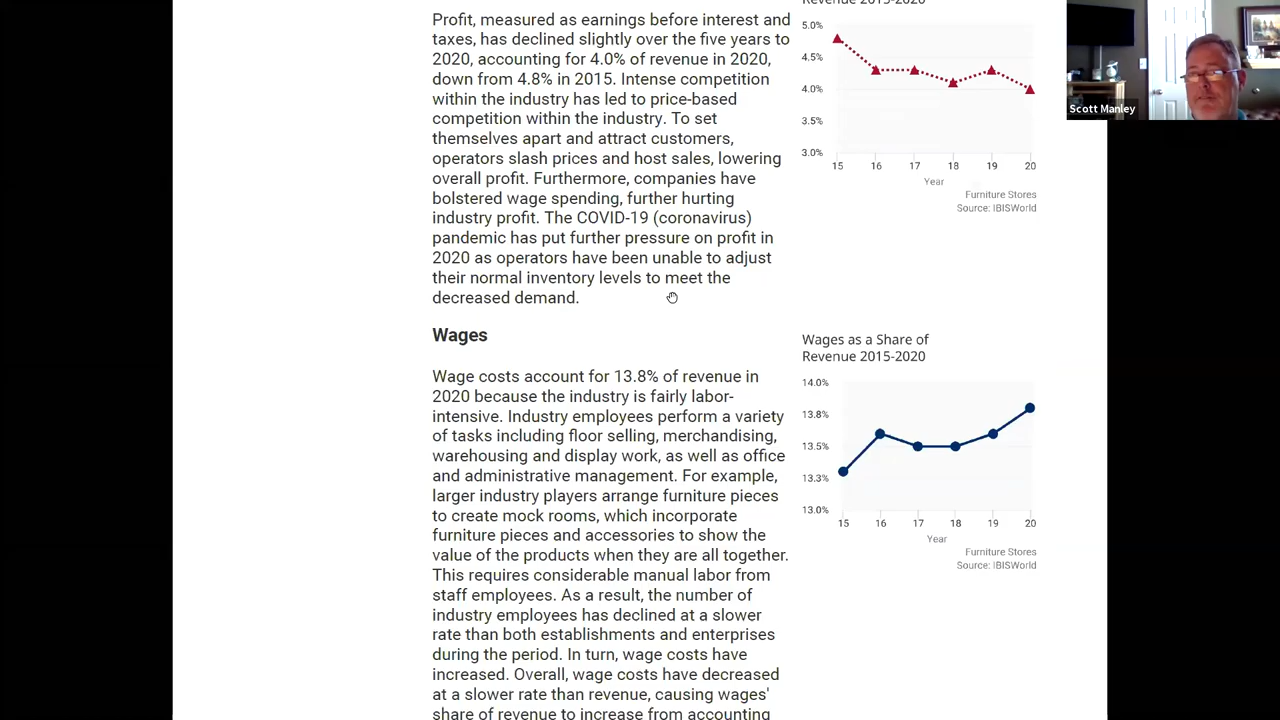 Revenue 2015-2020
Profit, measured as earnings before interest and
taxes, has declined slightly over the five years to
2020, accounting for 4.0% of revenue in 2020,
down from 4.8% in 2015. Intense competition
within the industry has led to price-based
competition within the industry. To set
themselves apart and attract customers,
operators slash prices and host sales, lowering
overall profit. Furthermore, companies have
bolstered wage spending, further hurting
industry profit. The COVID-19 (coronavirus)
pandemic has put further pressure on profit in
2020 as operators have been unable to adjust
their normal inventory levels to meet the
decreased demand.
5.0%
4.5%
4.0%
3.5%
3.0%
15 16 17 18 19 20
Year
Furniture Stores
Source: IBISWorld
Scott Manley
Wages
Wage costs account for 13.8% of revenue in
2020 because the industry is fairly labor-
intensive. Industry employees perform a variety
of tasks including floor selling, merchandising,
warehousing and display work, as well as office
and administrative management. For example,
larger industry players arrange furniture pieces
to create mock rooms, which incorporate
furniture pieces and accessories to show the
value of the products when they are all together.
This requires considerable manual labor from
staff employees. As a result, the number of
industry employees has declined at a slower
rate than both establishments and enterprises
during the period. In turn, wage costs have
increased. Overall, wage costs have decreased
at a slower rate than revenue, causing wages'
share of revenue to increase from accounting
Wages as a Share of
Revenue 2015-2020
14.0%
13.8%
13.5%
13.3%
13.0%
15 16 17 18 19 20
Year
Furniture Stores
Source: IBISWorld